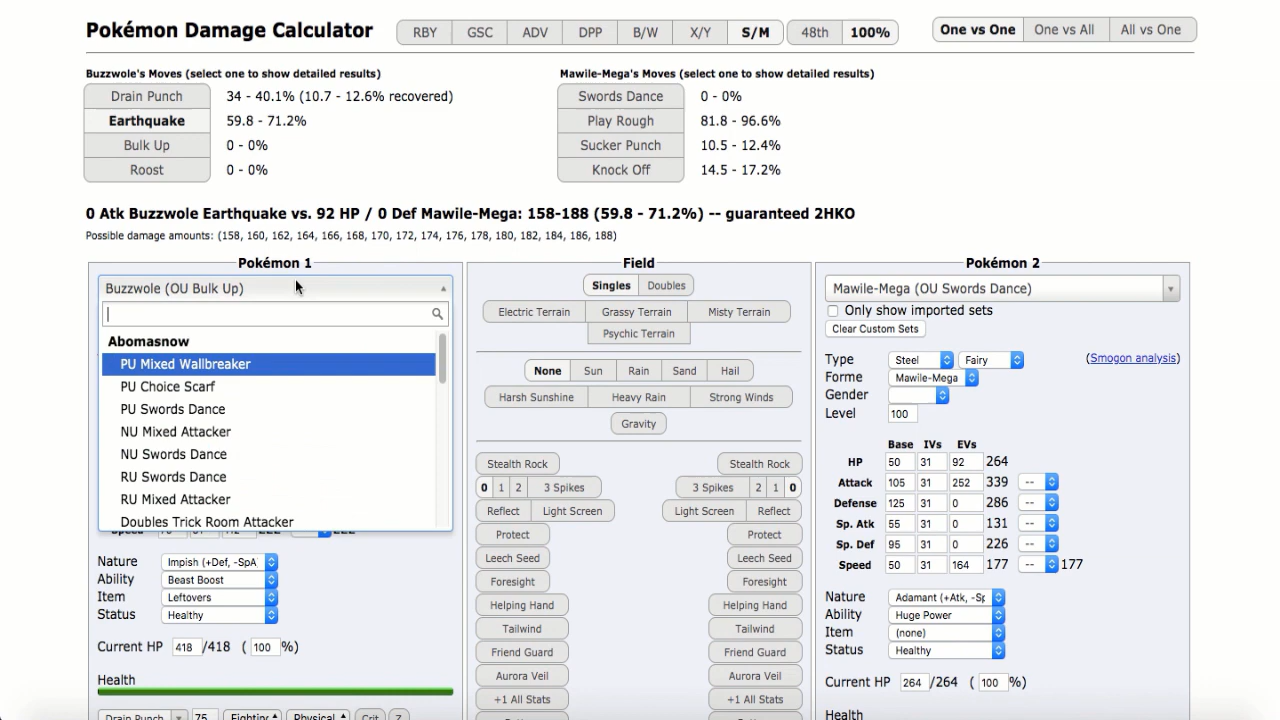 Pokémon Damage Calculator
RBY GSC ADV DPP B/W X/Y S/M 48th 100% One vs One One vs All All vs One
Buzzwole's Moves (select one to show detailed results)
Drain Punch 34 - 40.1% (10.7 - 12.6% recovered)
Earthquake 59.8 - 71.2%
Bulk Up 0 - 0%
Roost 0 - 0%
Mawile-Mega's Moves (select one to show detailed results)
Swords Dance 0 - 0%
Play Rough 81.8 - 96.6%
Sucker Punch 10.5 - 12.4%
Knock Off 14.5 - 17.2%
0 Atk Buzzwole Earthquake vs. 92 HP / 0 Def Mawile-Mega: 158-188 (59.8 - 71.2%) -- guaranteed 2HKO
Possible damage amounts: (158, 160, 162, 164, 166, 168, 170, 172, 174, 176, 178, 180, 182, 184, 186, 188)
Pokémon 1
Buzzwole (OU Bulk Up)
Abomasnow
PU Mixed Wallbreaker
PU Choice Scarf
PU Swords Dance
NU Mixed Attacker
NU Swords Dance
RU Swords Dance
RU Mixed Attacker
Doubles Trick Room Attacker
Nature Impish (+Def, -SpA
Ability Beast Boost
Item Leftovers
Status Healthy
Current HP 418 /418 ( 100 %)
Health
Drain Punch 75 Fighting Physical Crit Z
Field
Singles Doubles
Electric Terrain Grassy Terrain Misty Terrain
Psychic Terrain
None Sun Rain Sand Hail
Harsh Sunshine Heavy Rain Strong Winds
Gravity
Stealth Rock Stealth Rock
0 1 2 3 Spikes 3 Spikes 2 1 0
Reflect Light Screen Light Screen Reflect
Protect Protect
Leech Seed Leech Seed
Foresight Foresight
Helping Hand Helping Hand
Tailwind Tailwind
Friend Guard Friend Guard
Aurora Veil Aurora Veil
+1 All Stats +1 All Stats
Pokémon 2
Mawile-Mega (OU Swords Dance)
Only show imported sets
Clear Custom Sets
Type Steel Fairy (Smogon analysis)
Forme Mawile-Mega
Gender
Level 100
Base IVs EVs
HP 50 31 92 264
Attack 105 31 252 339 --
Defense 125 31 0 286 --
Sp. Atk 55 31 0 131 --
Sp. Def 95 31 0 226 --
Speed 50 31 164 177 -- 177
Nature Adamant (+Atk, -Sp
Ability Huge Power
Item (none)
Status Healthy
Current HP 264 /264 ( 100 %)
Health